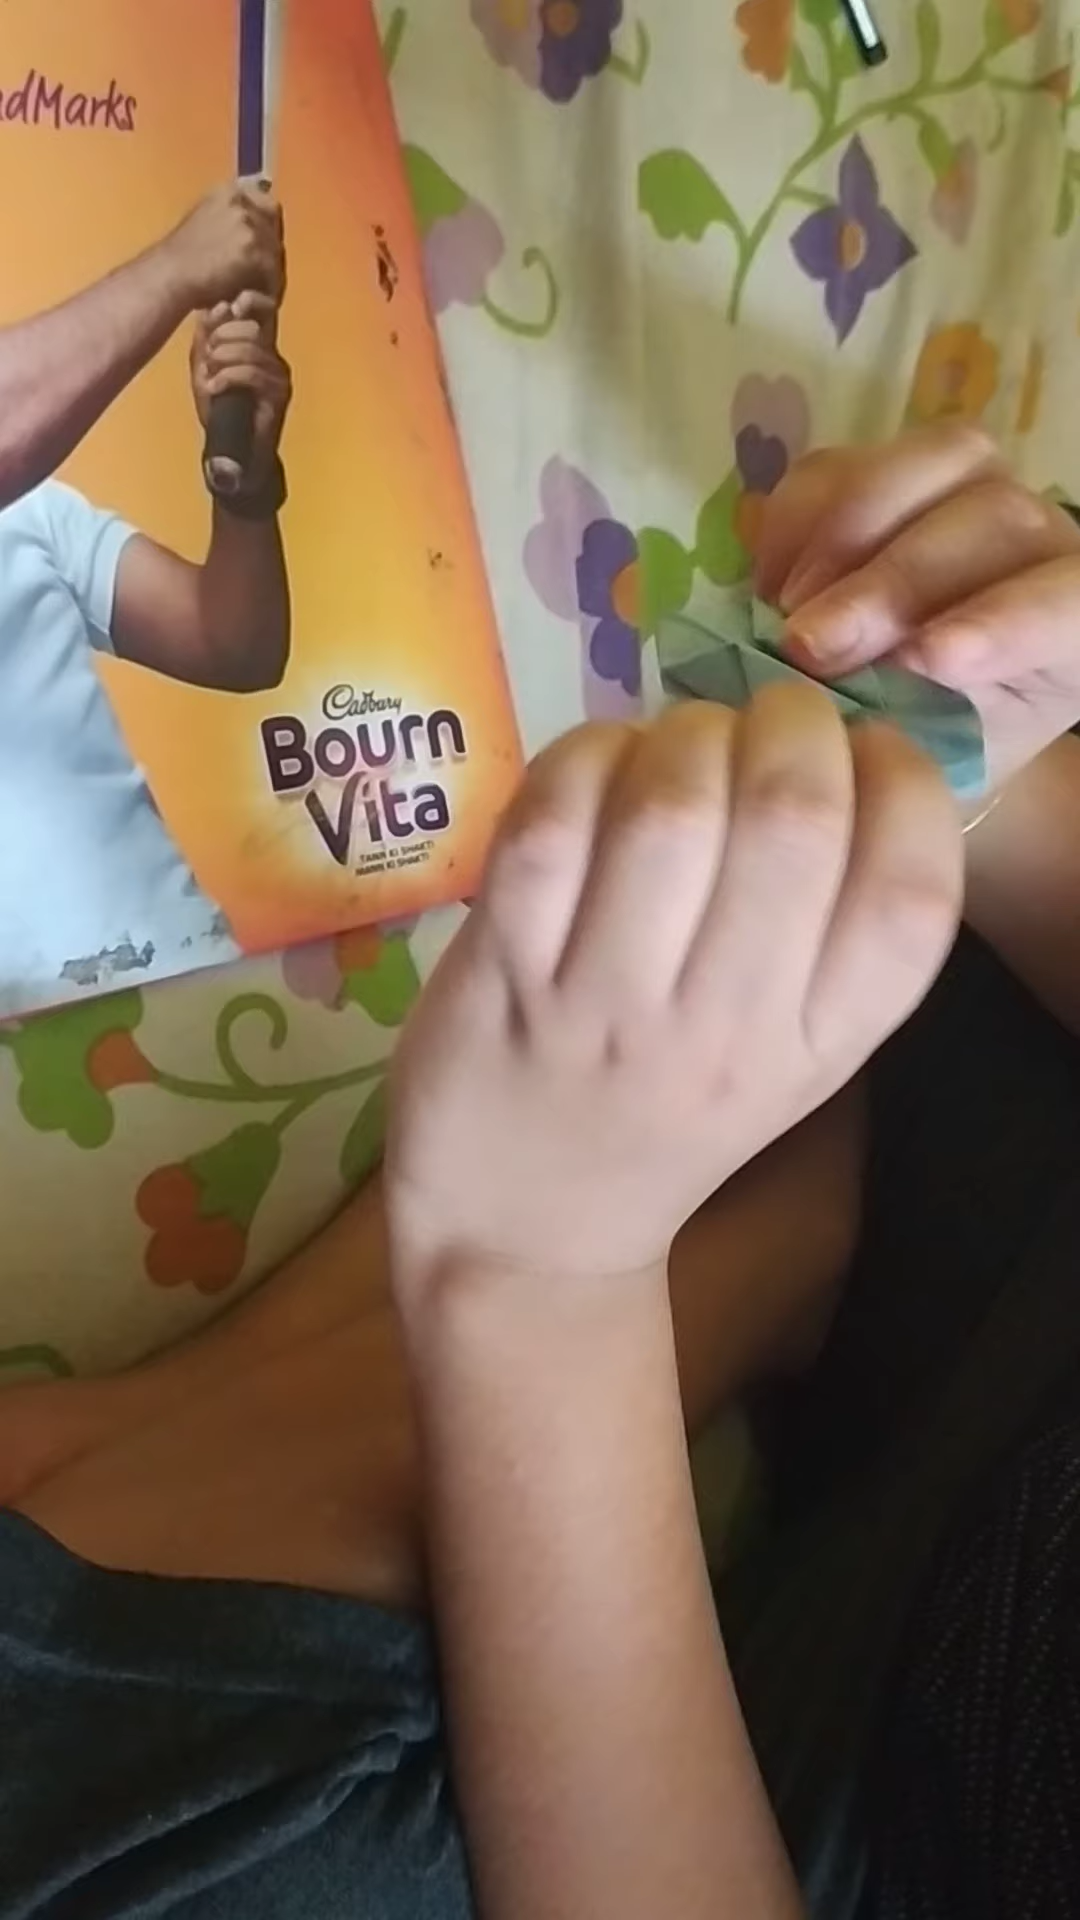 dMarks
Cadbury
Bourn
Vita
TANN KI SHAKTI
MANN KI SHAKTI